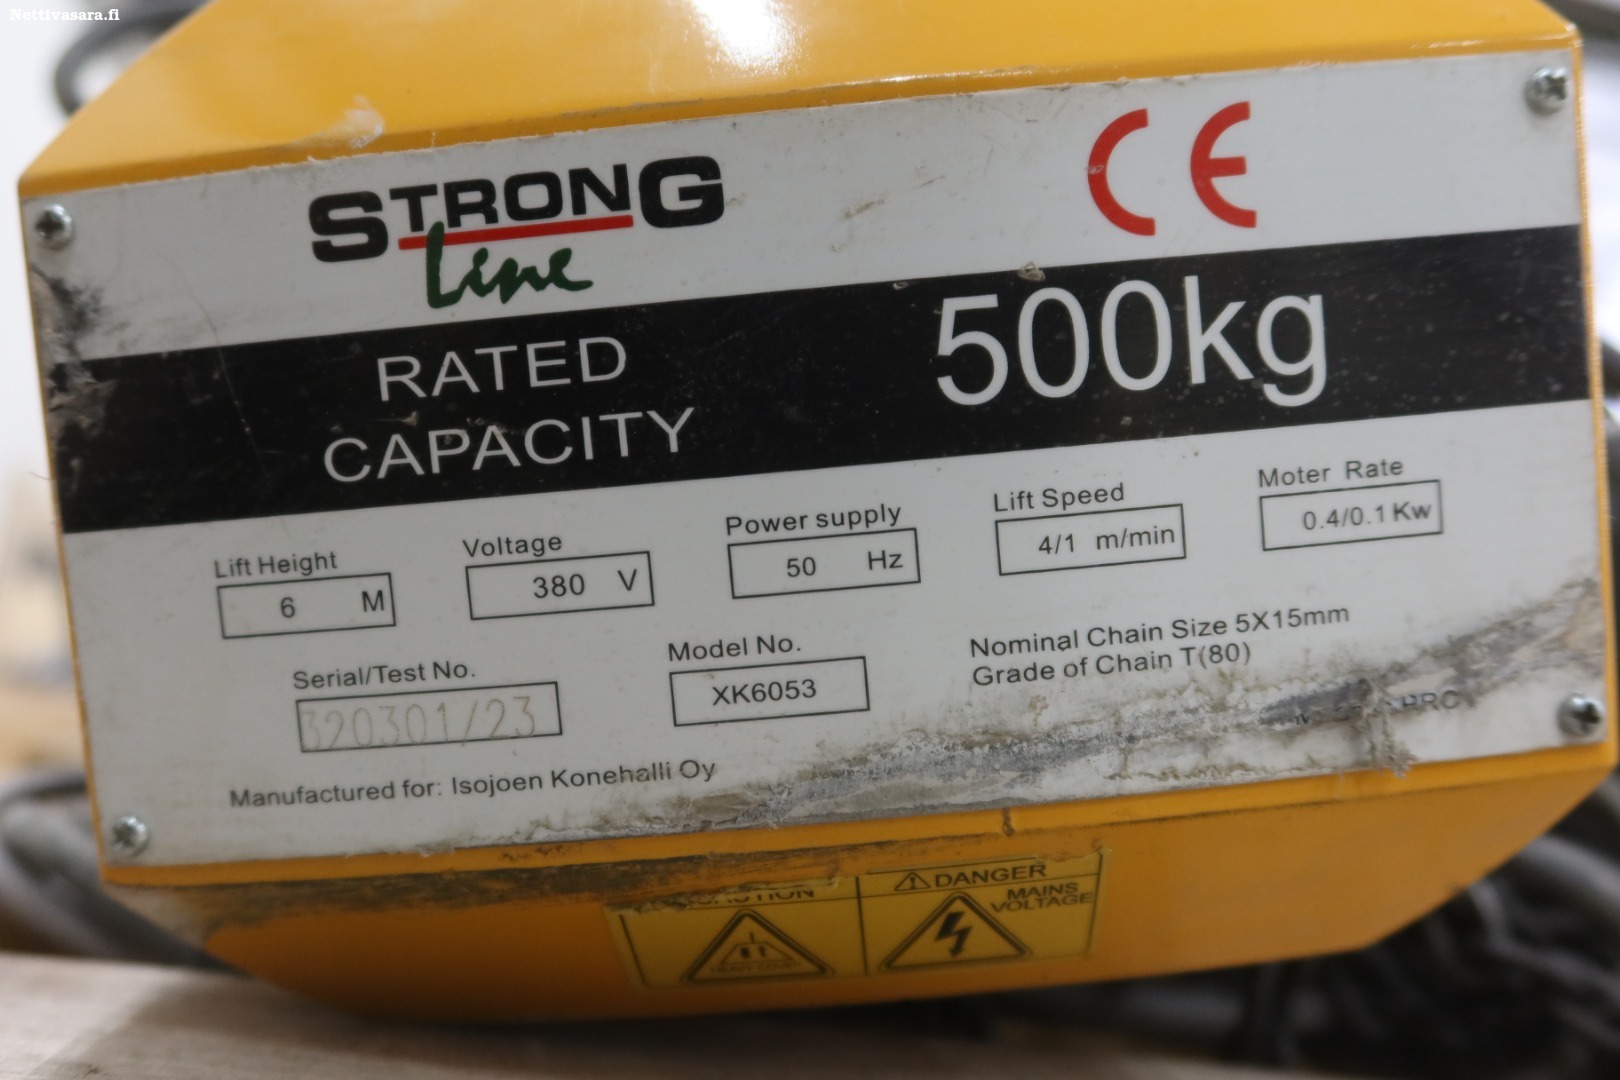 Nettivasara.fi
STRONG
Line
CE
RATED
CAPACITY
500kg
Lift Height
6 M
Voltage
380 V
Power supply
50 Hz
Lift Speed
4/1 m/min
Moter Rate
0.4/0.1 Kw
Serial/Test No.
320301/23
Model No.
XK6053
Nominal Chain Size 5X15mm
Grade of Chain T(80)
Manufactured for: Isojoen Konehalli Oy
CAUTION
DANGER
MAINS
VOLTAGE